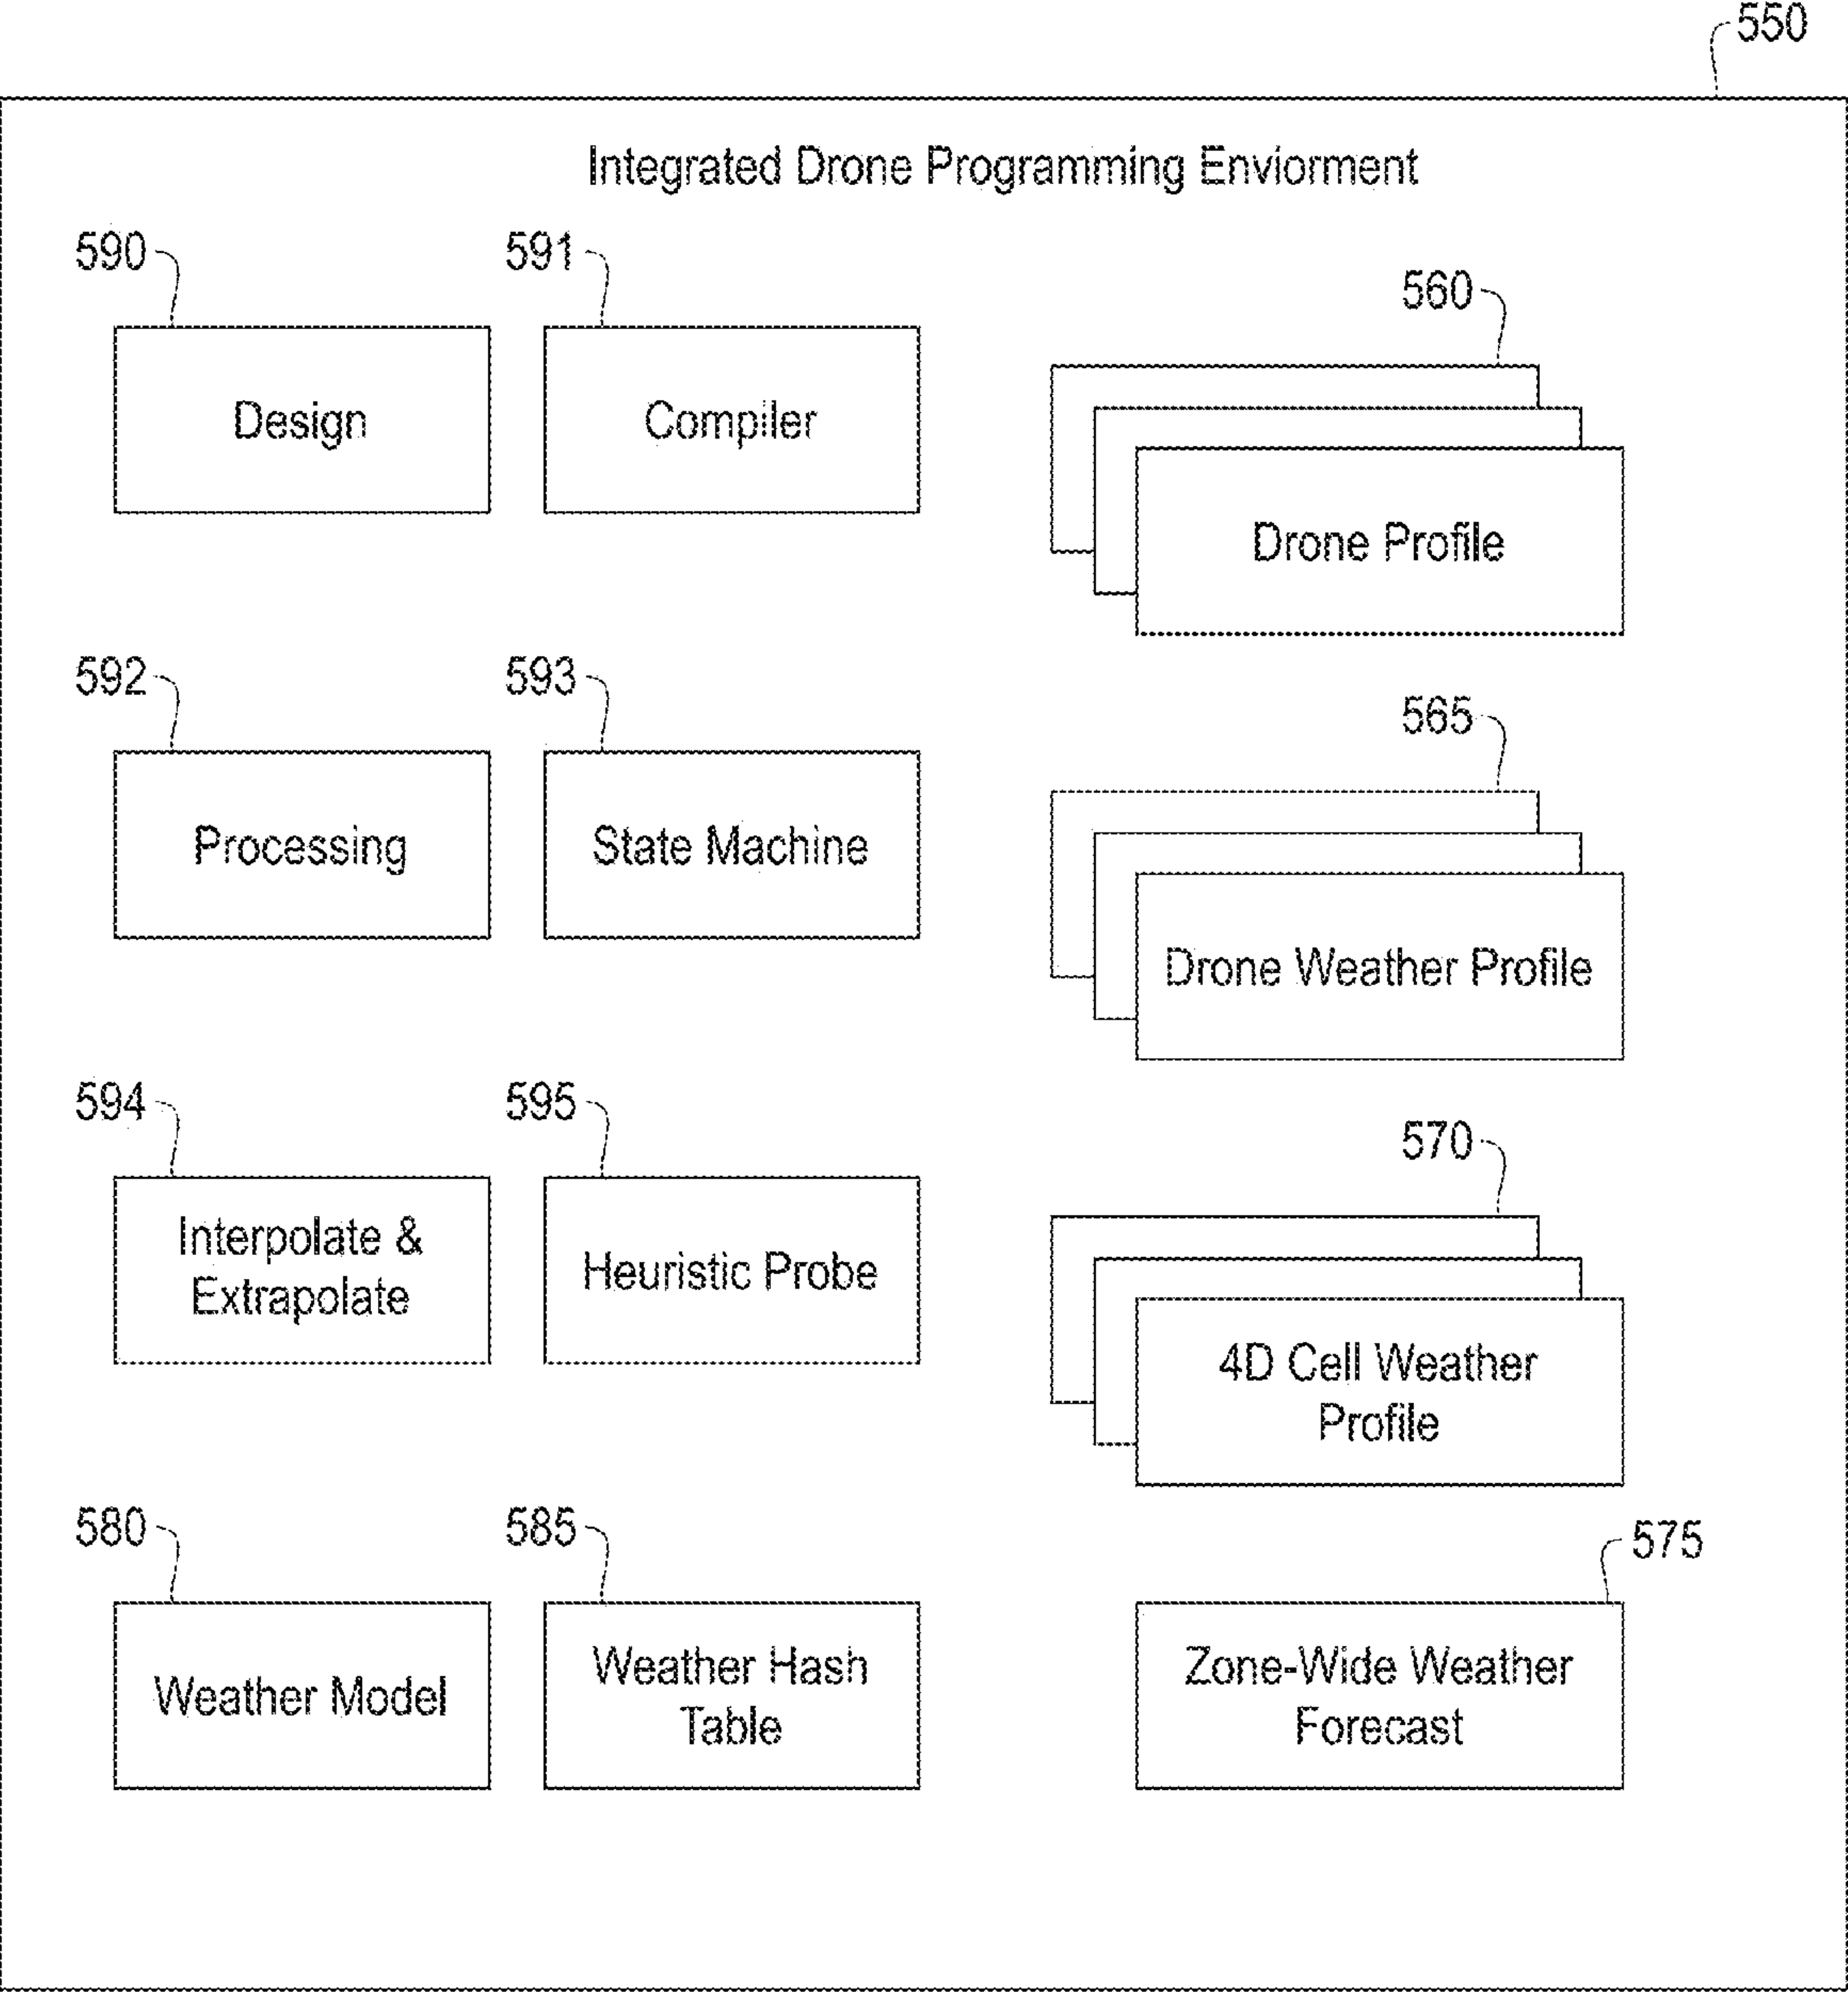 550
Integrated Drone Programming Enviorment
590
591
560
Design
Compiler
Drone Profile
592
593
565
Processing
State Machine
Drone Weather Profile
594
595
570
Interpolate &
Extrapolate
Heuristic Probe
4D Cell Weather
Profile
580
585
575
Weather Model
Weather Hash
Table
Zone-Wide Weather
Forecast